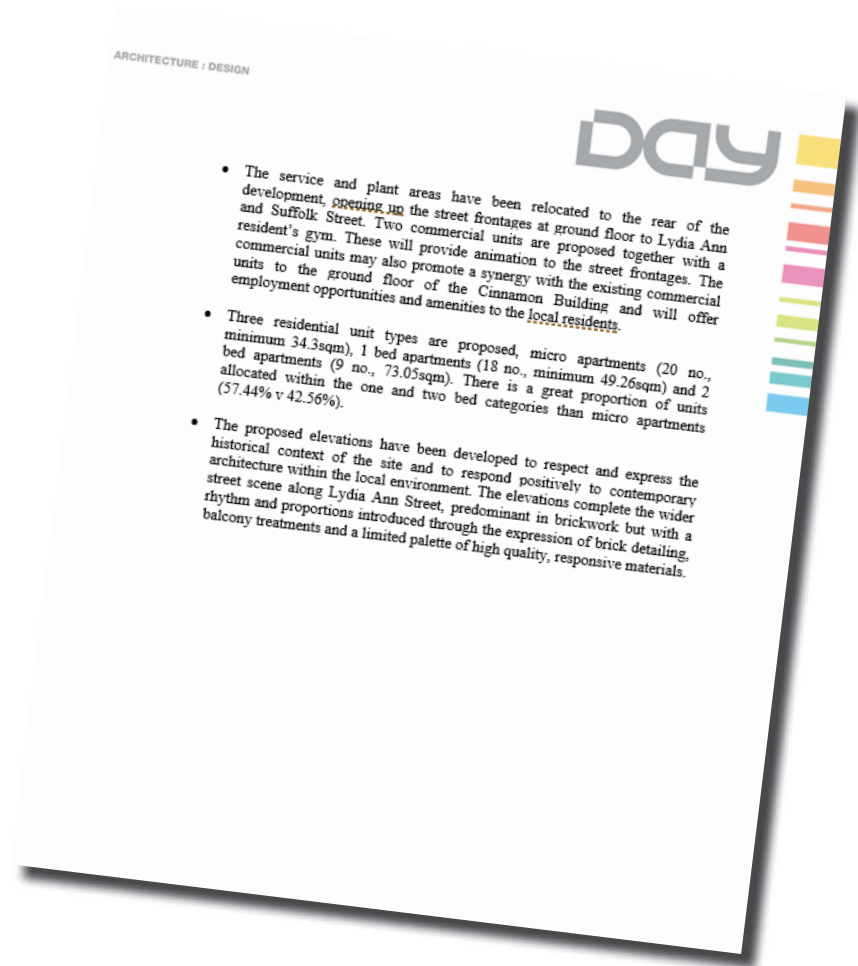 ARCHITECTURE : DESIGN
DAY
• The service and plant areas have been relocated to the rear of the
development, opening up the street frontages at ground floor to Lydia Ann
and Suffolk Street. Two commercial units are proposed together with a
resident's gym. These will provide animation to the street frontages. The
commercial units may also promote a synergy with the existing commercial
units to the ground floor of the Cinnamon Building and will offer
employment opportunities and amenities to the local residents.
• Three residential unit types are proposed, micro apartments (20 no.,
minimum 34.3sqm), 1 bed apartments (18 no., minimum 49.26sqm) and 2
bed apartments (9 no., 73.05sqm). There is a great proportion of units
allocated within the one and two bed categories than micro apartments
(57.44% v 42.56%).
• The proposed elevations have been developed to respect and express the
historical context of the site and to respond positively to contemporary
architecture within the local environment. The elevations complete the wider
street scene along Lydia Ann Street, predominant in brickwork but with a
rhythm and proportions introduced through the expression of brick detailing,
balcony treatments and a limited palette of high quality, responsive materials.